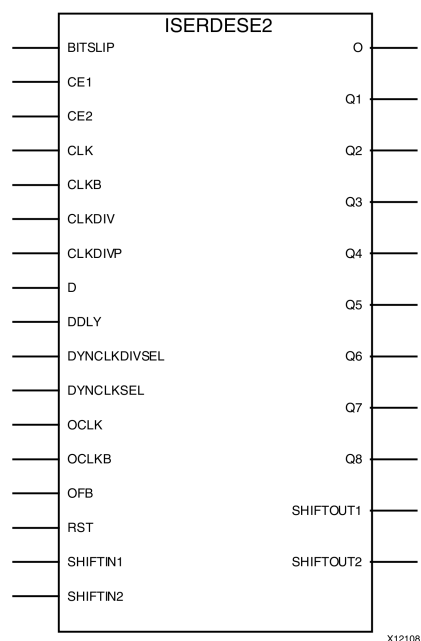 ISERDESE2
BITSLIP
CE1
CE2
CLK
CLKB
CLKDIV
CLKDIVP
D
DDLY
DYNCLKDIVSEL
DYNCLKSEL
OCLK
OCLKB
OFB
RST
SHIFTIN1
SHIFTIN2
O
Q1
Q2
Q3
Q4
Q5
Q6
Q7
Q8
SHIFTOUT1
SHIFTOUT2
X12108